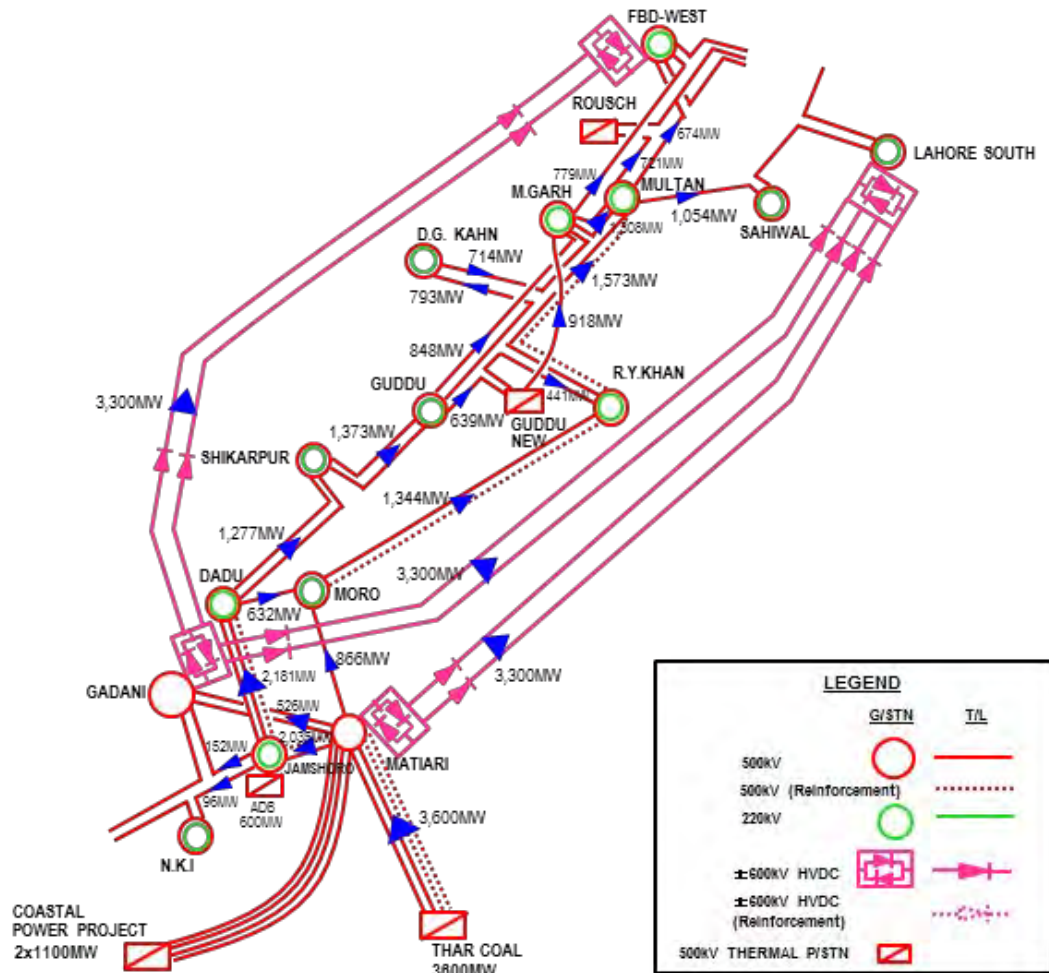 FBD-WEST
ROUSCH
674MW
LAHORE SOUTH
721MW
779MW
MULTAN
M.GARH
1,054MW
SAHIWAL
D.G. KAHN
714MW
793MW
1,573MW
918MW
848MW
R.Y.KHAN
GUDDU
441MW
639MW
GUDDU
NEW
3,300MW
1,373MW
SHIKARPUR
1,344MW
1,277MW
3,300MW
DADU
MORO
632MW
866MW
3,300MW
2,181MW
GADANI
526MW
152MW
JAMSHORO
MATIARI
96MW
ADB
600MW
3,600MW
N.K.I
COASTAL
POWER PROJECT
2x1100MW
THAR COAL
3600MW
LEGEND
G/STN T/L
500kV
500kV (Reinforcement)
220kV
±600kV HVDC
±600kV HVDC
(Reinforcement)
500kV THERMAL P/STN